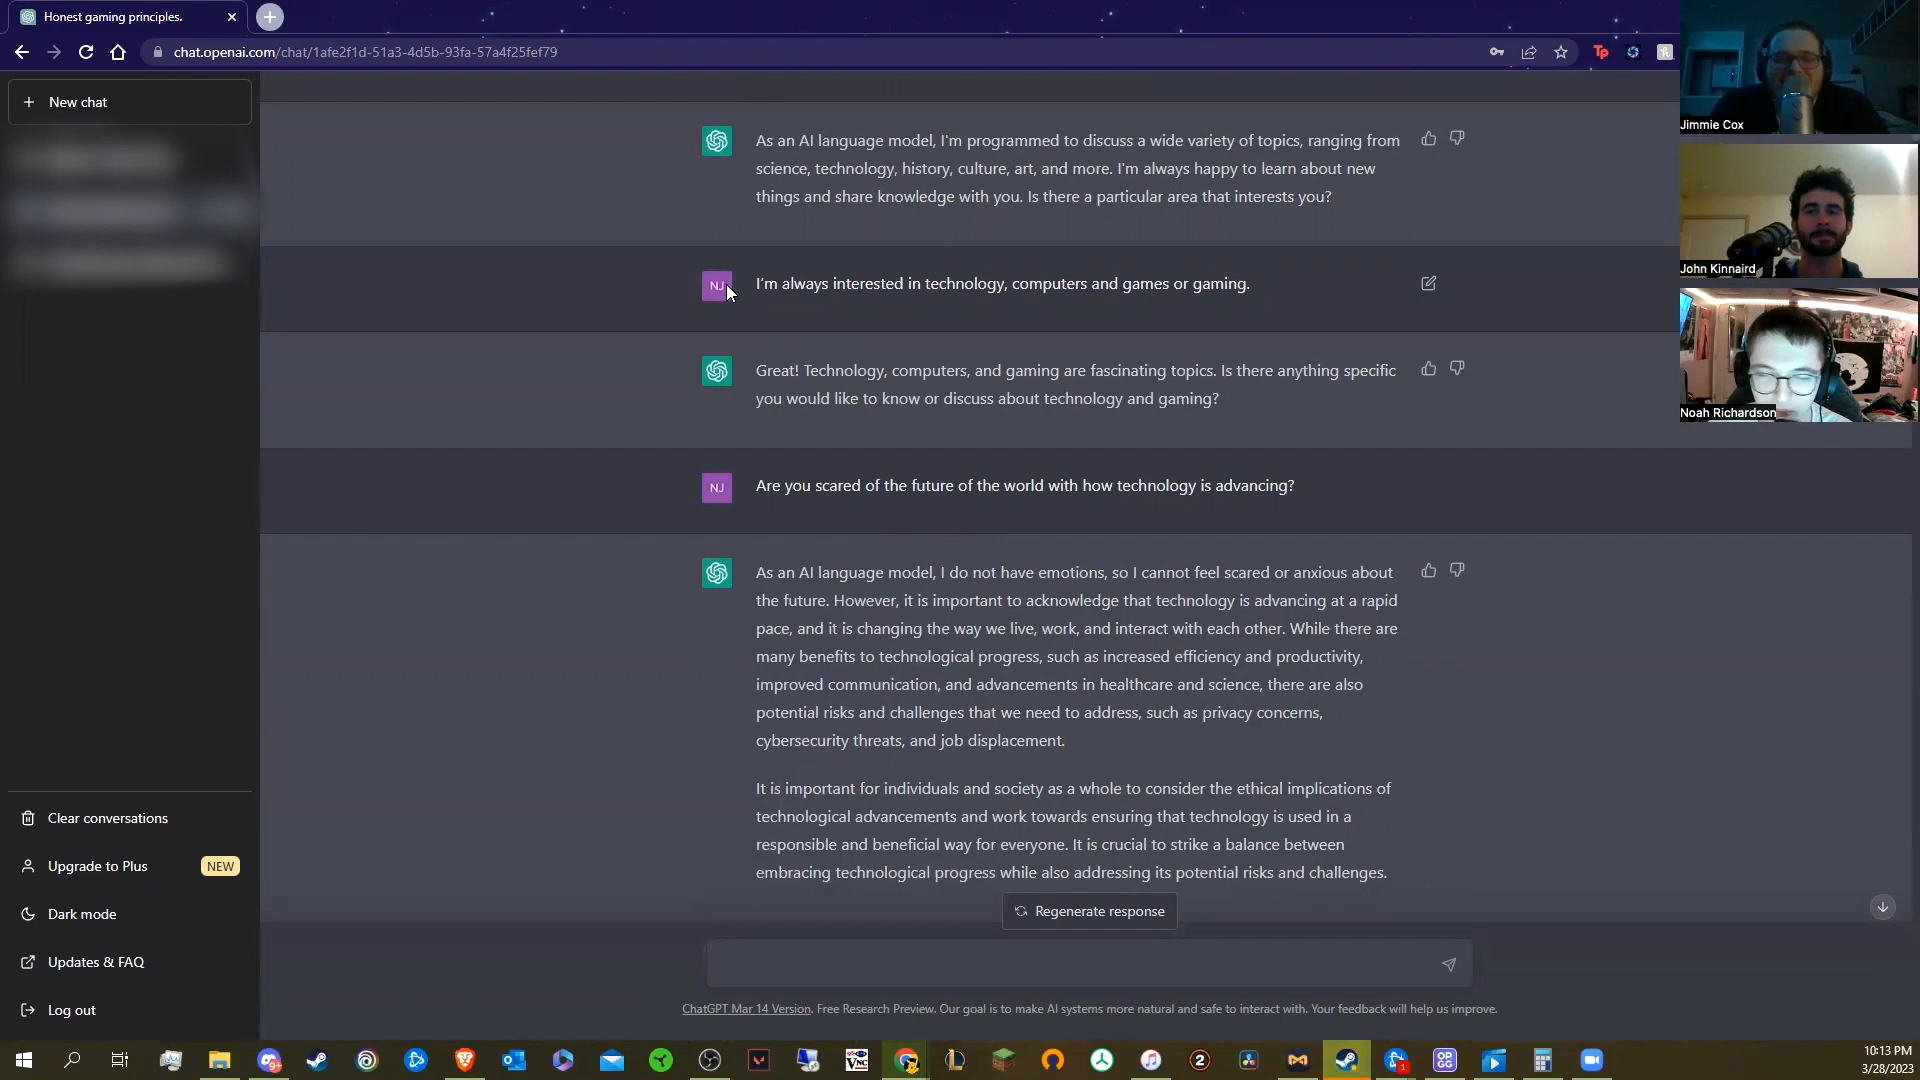 Honest gaming principles.
chat.openai.com/chat/1afe2f1d-51a3-4d5b-93fa-57a4f25fef79
Tp
New chat
As an AI language model, I'm programmed to discuss a wide variety of topics, ranging from
science, technology, history, culture, art, and more. I'm always happy to learn about new
things and share knowledge with you. Is there a particular area that interests you?
NJ
I'm always interested in technology, computers and games or gaming.
Great! Technology, computers, and gaming are fascinating topics. Is there anything specific
you would like to know or discuss about technology and gaming?
NJ
Are you scared of the future of the world with how technology is advancing?
As an AI language model, I do not have emotions, so I cannot feel scared or anxious about
the future. However, it is important to acknowledge that technology is advancing at a rapid
pace, and it is changing the way we live, work, and interact with each other. While there are
many benefits to technological progress, such as increased efficiency and productivity,
improved communication, and advancements in healthcare and science, there are also
potential risks and challenges that we need to address, such as privacy concerns,
cybersecurity threats, and job displacement.
It is important for individuals and society as a whole to consider the ethical implications of
technological advancements and work towards ensuring that technology is used in a
responsible and beneficial way for everyone. It is crucial to strike a balance between
embracing technological progress while also addressing its potential risks and challenges.
Regenerate response
ChatGPT Mar 14 Version. Free Research Preview. Our goal is to make AI systems more natural and safe to interact with. Your feedback will help us improve.
Clear conversations
Upgrade to Plus NEW
Dark mode
Updates & FAQ
Log out
Jimmie Cox
John Kinnaird
Noah Richardson
9+
VNC
2
1
OP
GG
10:13 PM
3/28/2023